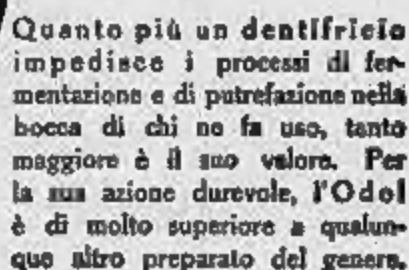 Quanto più un dentifricio
impedisce i processi di fer-
mentazione e di putrefazione nella
bocca di chi ne fa uso, tanto
maggiore è il suo valore. Per
la sua azione durevole, l'Odol
è di molto superiore a qualun-
que altro preparato del genere.